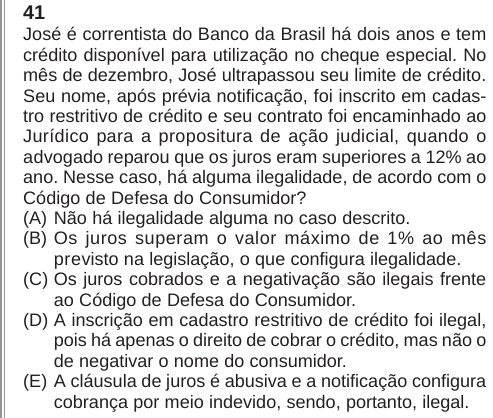 41
José é correntista do Banco da Brasil há dois anos e tem
crédito disponível para utilização no cheque especial. No
mês de dezembro, José ultrapassou seu limite de crédito.
Seu nome, após prévia notificação, foi inscrito em cadas-
tro restritivo de crédito e seu contrato foi encaminhado ao
Jurídico para a propositura de ação judicial, quando o
advogado reparou que os juros eram superiores a 12% ao
ano. Nesse caso, há alguma ilegalidade, de acordo com o
Código de Defesa do Consumidor?
(A) Não há ilegalidade alguma no caso descrito.
(B) Os juros superam o valor máximo de 1% ao mês
previsto na legislação, o que configura ilegalidade.
(C) Os juros cobrados e a negativação são ilegais frente
ao Código de Defesa do Consumidor.
(D) A inscrição em cadastro restritivo de crédito foi ilegal,
pois há apenas o direito de cobrar o crédito, mas não o
de negativar o nome do consumidor.
(E) A cláusula de juros é abusiva e a notificação configura
cobrança por meio indevido, sendo, portanto, ilegal.